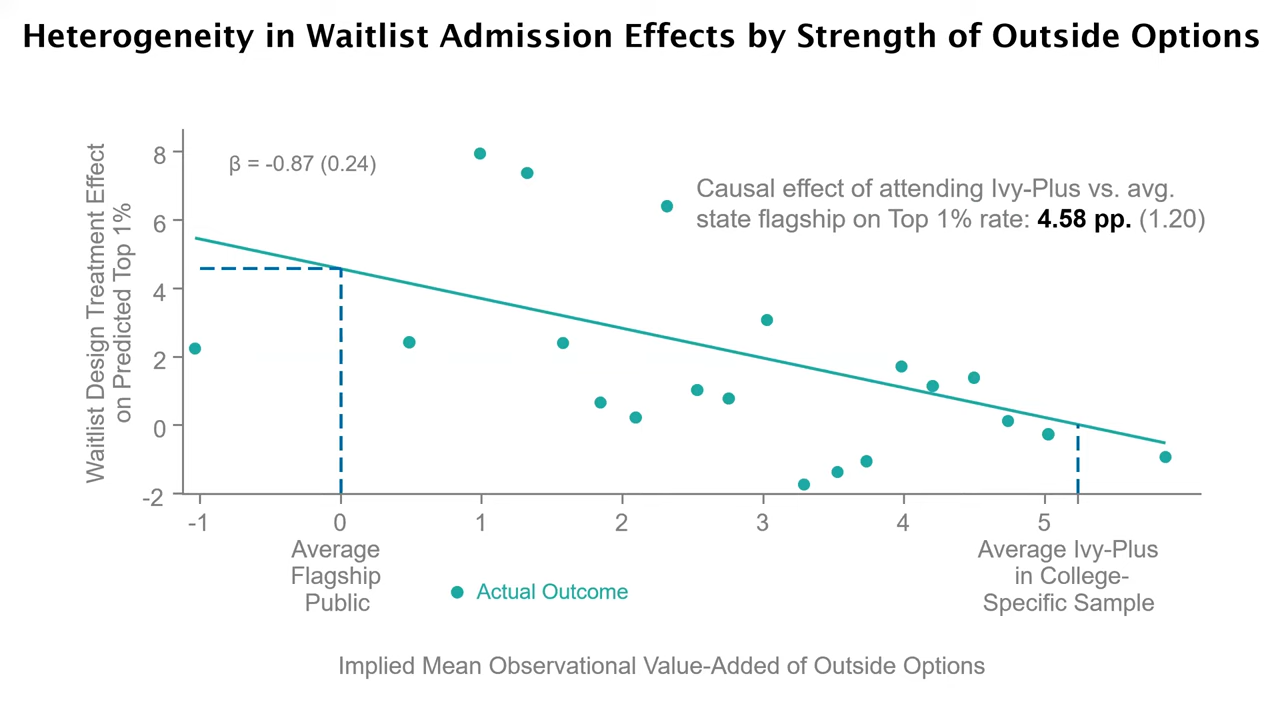 Heterogeneity in Waitlist Admission Effects by Strength of Outside Options
Waitlist Design Treatment Effect
on Predicted Top 1%
β = -0.87 (0.24)
Causal effect of attending Ivy-Plus vs. avg.
state flagship on Top 1% rate: 4.58 pp. (1.20)
8
6
4
2
0
-2
-1 0 1 2 3 4 5
Average
Flagship
Public
Average Ivy-Plus
in College-
Specific Sample
Actual Outcome
Implied Mean Observational Value-Added of Outside Options